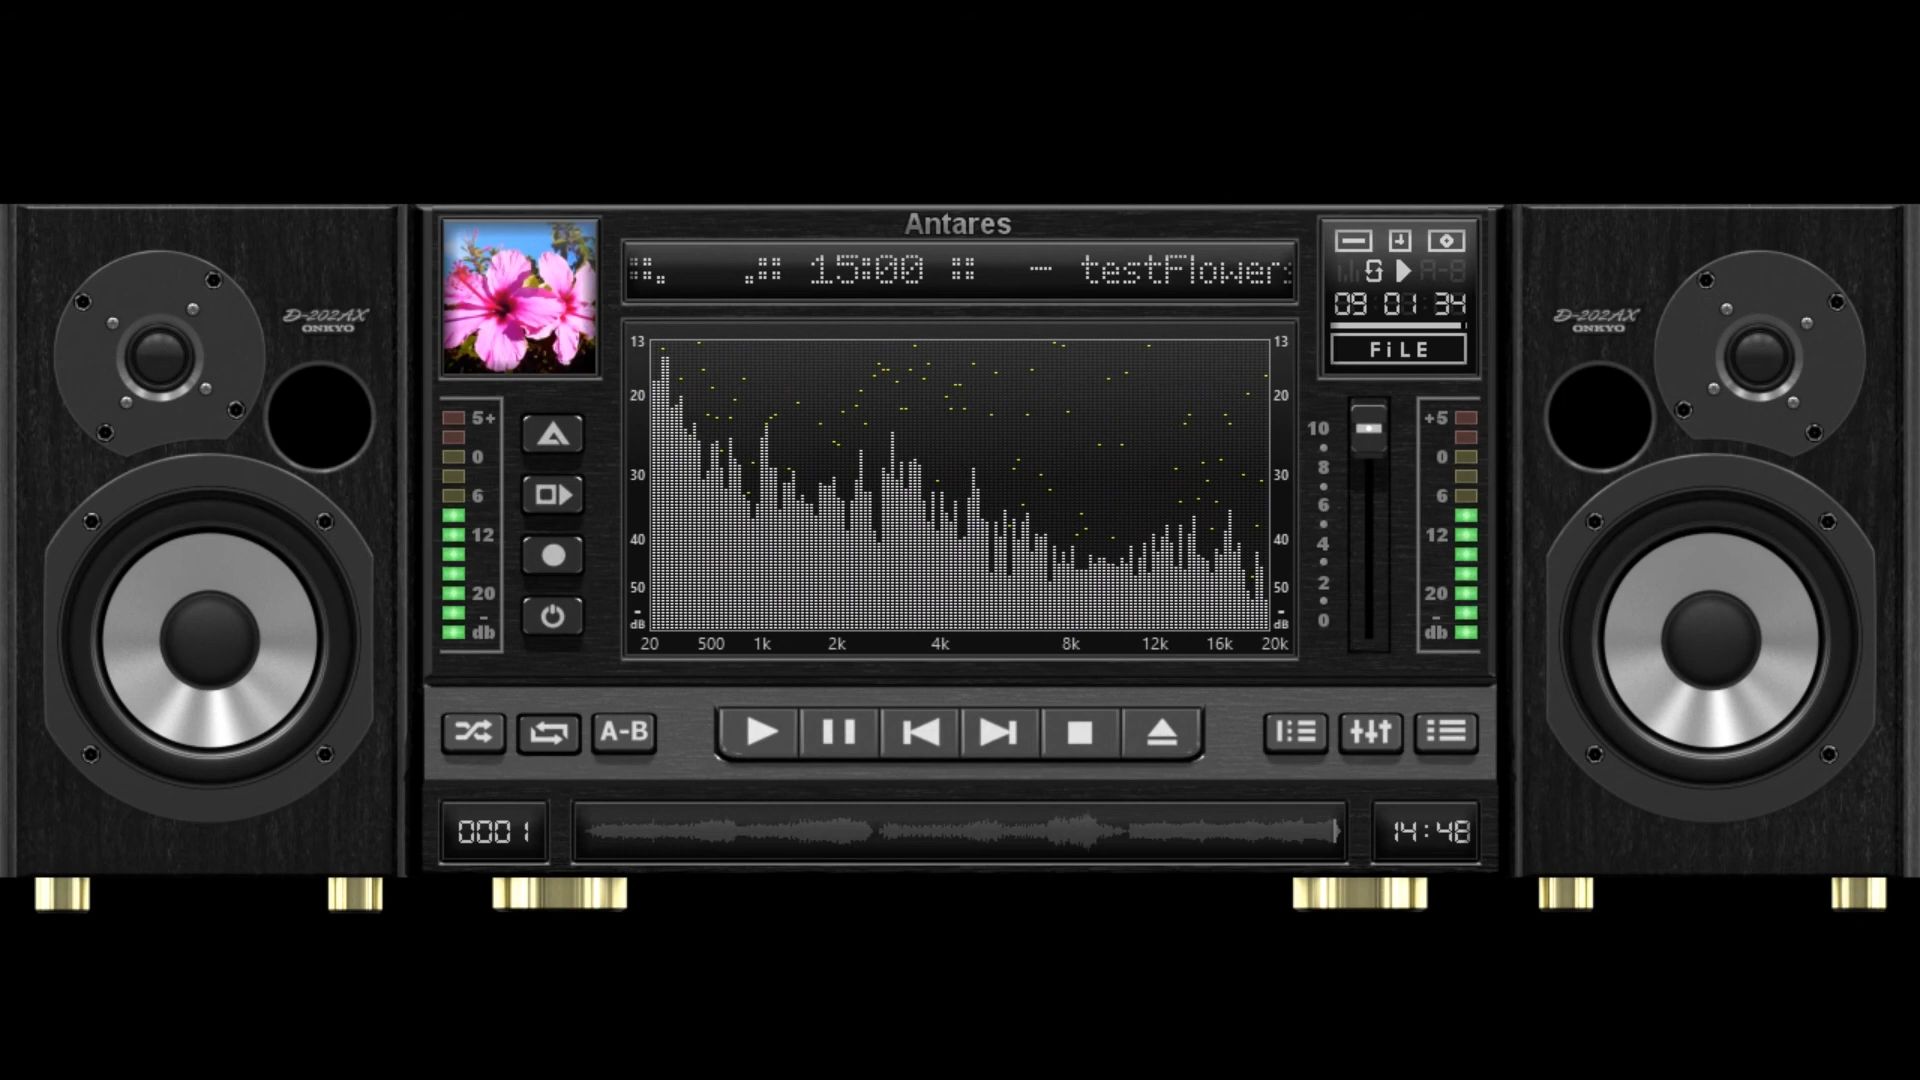 Antares
15:00 — testFlower
D-202AX
ONKYO
D-202AX
ONKYO
A-B
09 01 34
FiLE
13
20
30
40
50
-
dB
13
20
30
40
50
-
dB
20 500 1k 2k 4k 8k 12k 16k 20k
5+
0
6
12
20
-
db
10
8
6
4
2
0
+5
0
6
12
20
-
db
A-B
0001
14:48